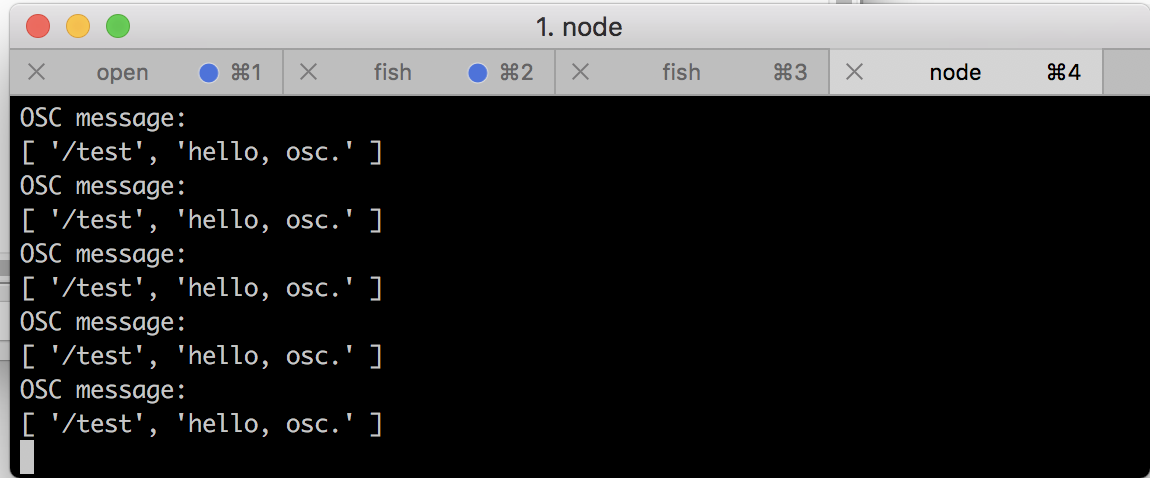 1. node
open ⌘1 fish ⌘2 fish ⌘3 node ⌘4
OSC message:
[ '/test', 'hello, osc.' ]
OSC message:
[ '/test', 'hello, osc.' ]
OSC message:
[ '/test', 'hello, osc.' ]
OSC message:
[ '/test', 'hello, osc.' ]
OSC message:
[ '/test', 'hello, osc.' ]